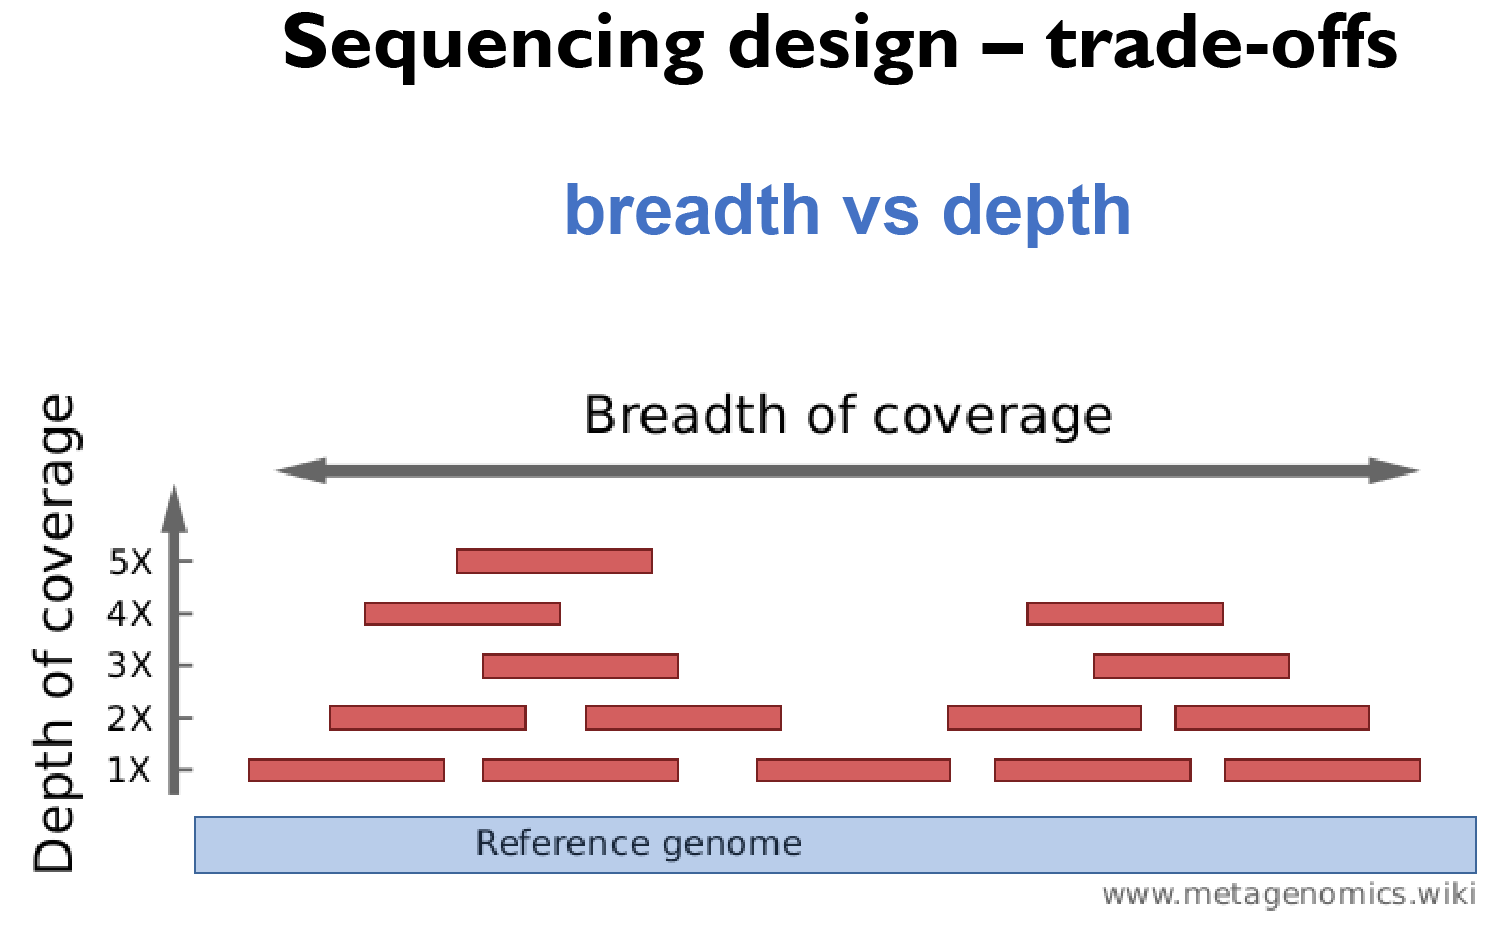 Sequencing design – trade-offs
breadth vs depth
Breadth of coverage
Depth of coverage
5X
4X
3X
2X
1X
Reference genome
www.metagenomics.wiki